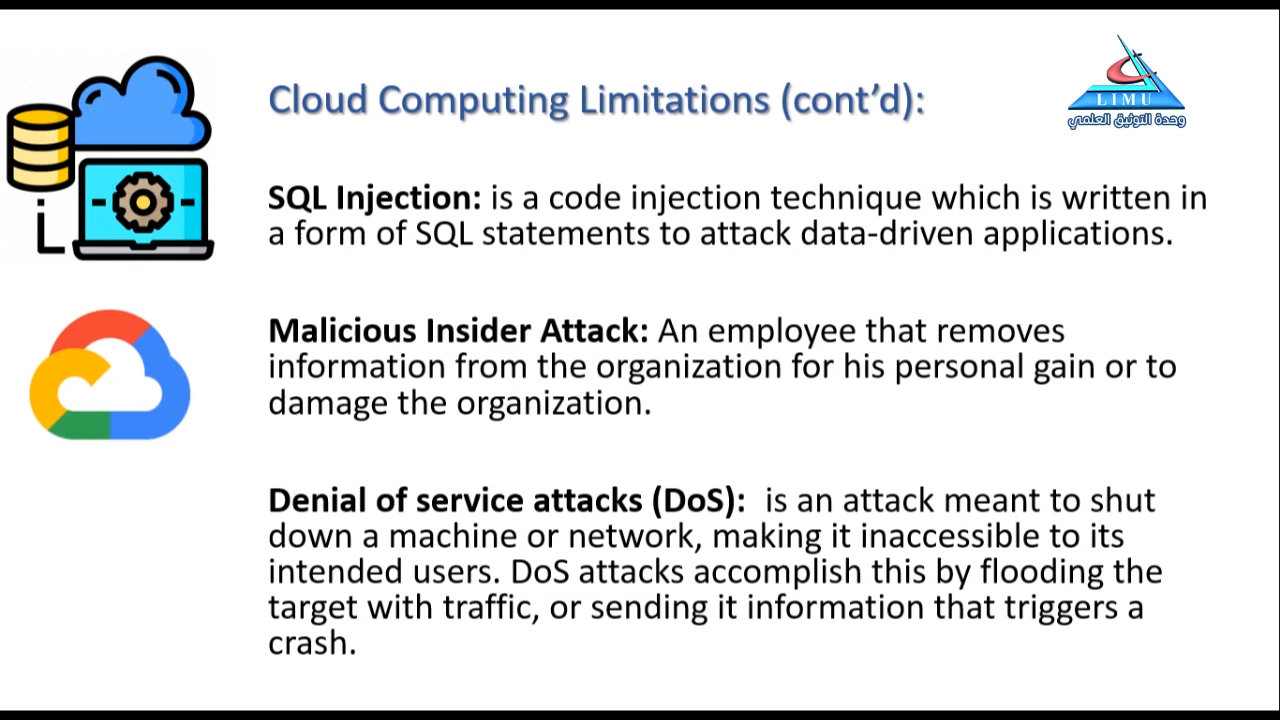 Cloud Computing Limitations (cont’d):
LIMU
وحدة التوثيق العلمي
SQL Injection: is a code injection technique which is written in
a form of SQL statements to attack data-driven applications.
Malicious Insider Attack: An employee that removes
information from the organization for his personal gain or to
damage the organization.
Denial of service attacks (DoS):  is an attack meant to shut
down a machine or network, making it inaccessible to its
intended users. DoS attacks accomplish this by flooding the
target with traffic, or sending it information that triggers a
crash.